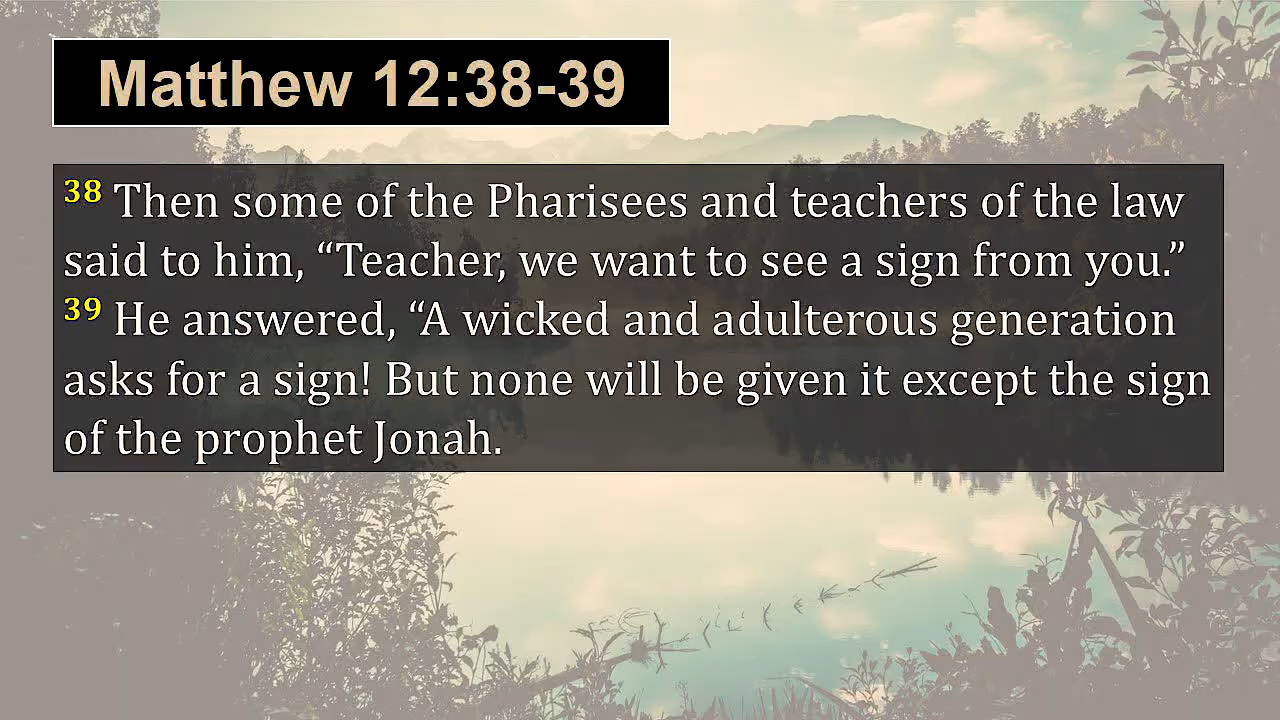 Matthew 12:38-39
38 Then some of the Pharisees and teachers of the law
said to him, “Teacher, we want to see a sign from you.”
39 He answered, “A wicked and adulterous generation
asks for a sign! But none will be given it except the sign
of the prophet Jonah.